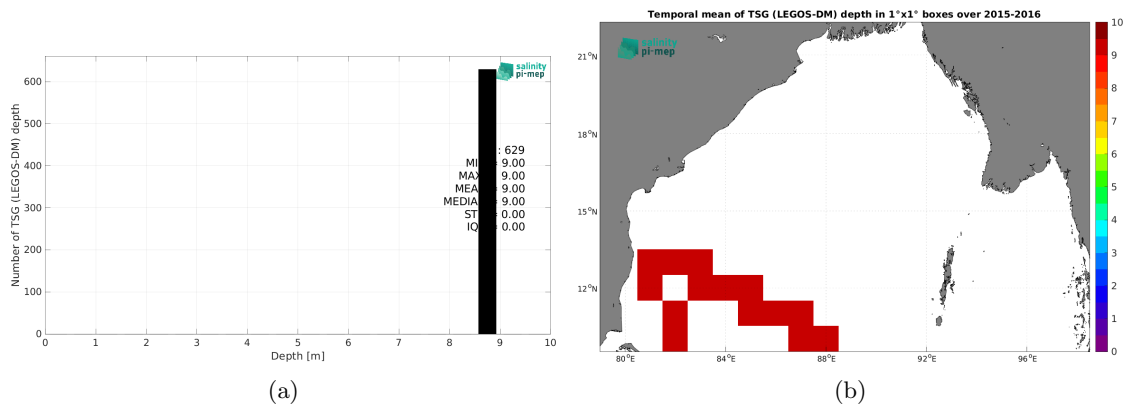 Temporal mean of TSG (LEGOS-DM) depth in 1°x1° boxes over 2015-2016
salinity
pi-mep
Number of TSG (LEGOS-DM) depth
600
500
400
300
200
100
0
: 629
MI = 9.00
MAX 9.00
MEA = 9.00
MEDIA = 9.00
ST = 0.00
IQ = 0.00
0 1 2 3 4 5 6 7 8 9 10
Depth [m]
(a)
salinity
pi-mep
21°N
18°N
15°N
12°N
80°E 84°E 88°E 92°E 96°E
10
9
8
7
6
5
4
3
2
1
0
(b)